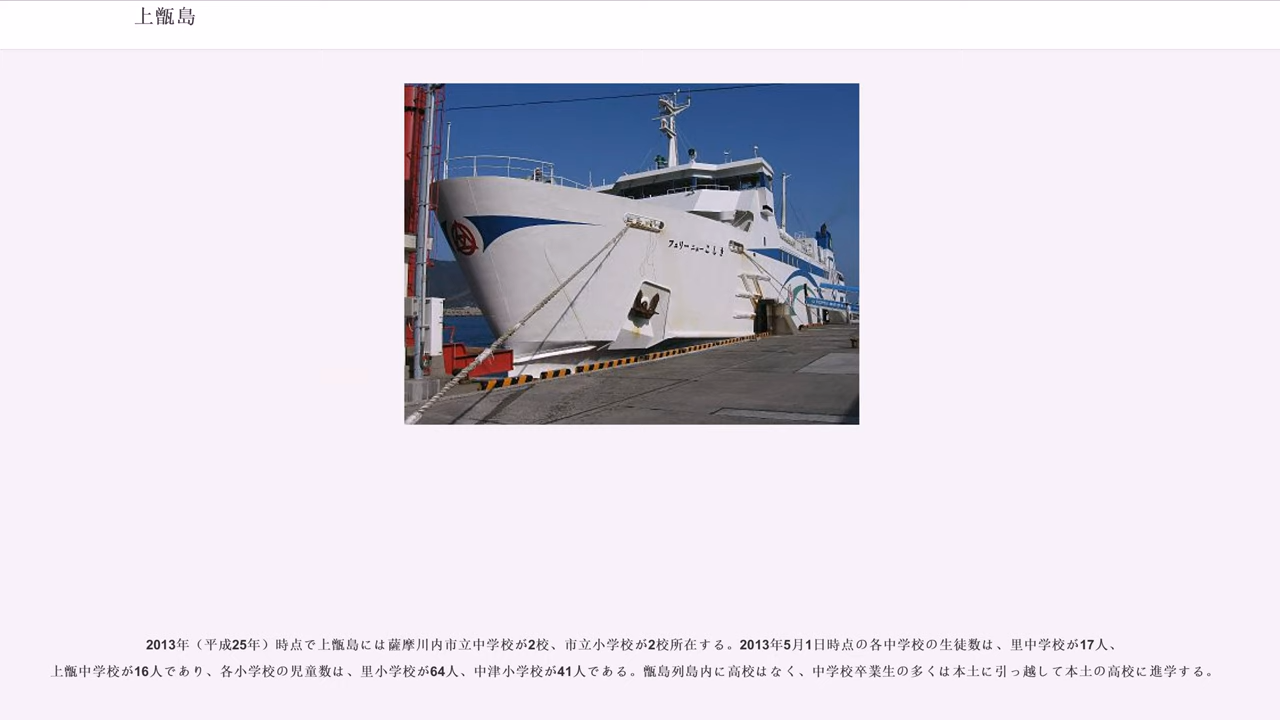 上甑島
フェリーニューこしき
2013年（平成25年）時点で上甑島には薩摩川内市立中学校が2校、市立小学校が2校所在する。2013年5月1日時点の各中学校の生徒数は、里中学校が17人、
上甑中学校が16人であり、各小学校の児童数は、里小学校が64人、中津小学校が41人である。甑島列島内に高校はなく、中学校卒業生の多くは本土に引っ越して本土の高校に進学する。